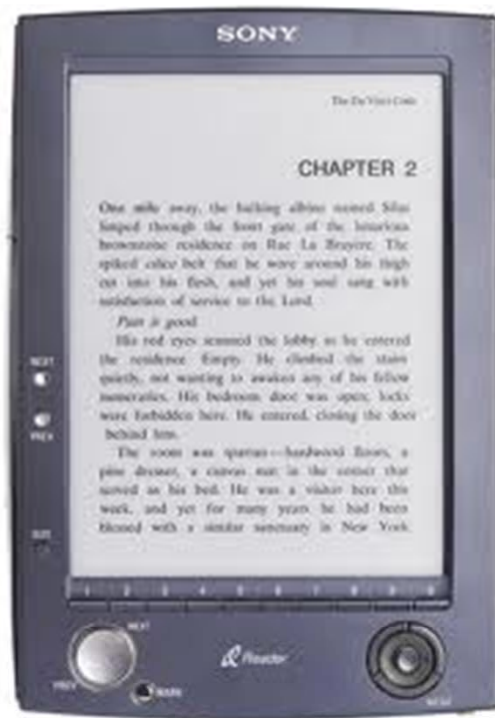 SONY
The Da Vinci Code
CHAPTER 2
One mile away, the hulking albino named Silas
limped through the front gate of the luxurious
brownstone residence on Rue La Bruyère. The
spiked cilice belt that he wore around his thigh
cut into his flesh, and yet his soul sang with
satisfaction of service to the Lord.
Pain is good.
His red eyes scanned the lobby as he entered
the residence. Empty. He climbed the stairs
quietly, not wanting to awaken any of his fellow
numeraries. His bedroom door was open; locks
were forbidden here. He entered, closing the door
behind him.
The room was spartan—hardwood floors, a
pine dresser, a canvas mat in the corner that
served as his bed. He was a visitor here this
week, and yet for many years he had been
blessed with a similar sanctuary in New York
NEXT
PREV
SIZE
1 2 3 4 5 6 7 8 9 0
NEXT
PREV
MARK
Reader
MENU